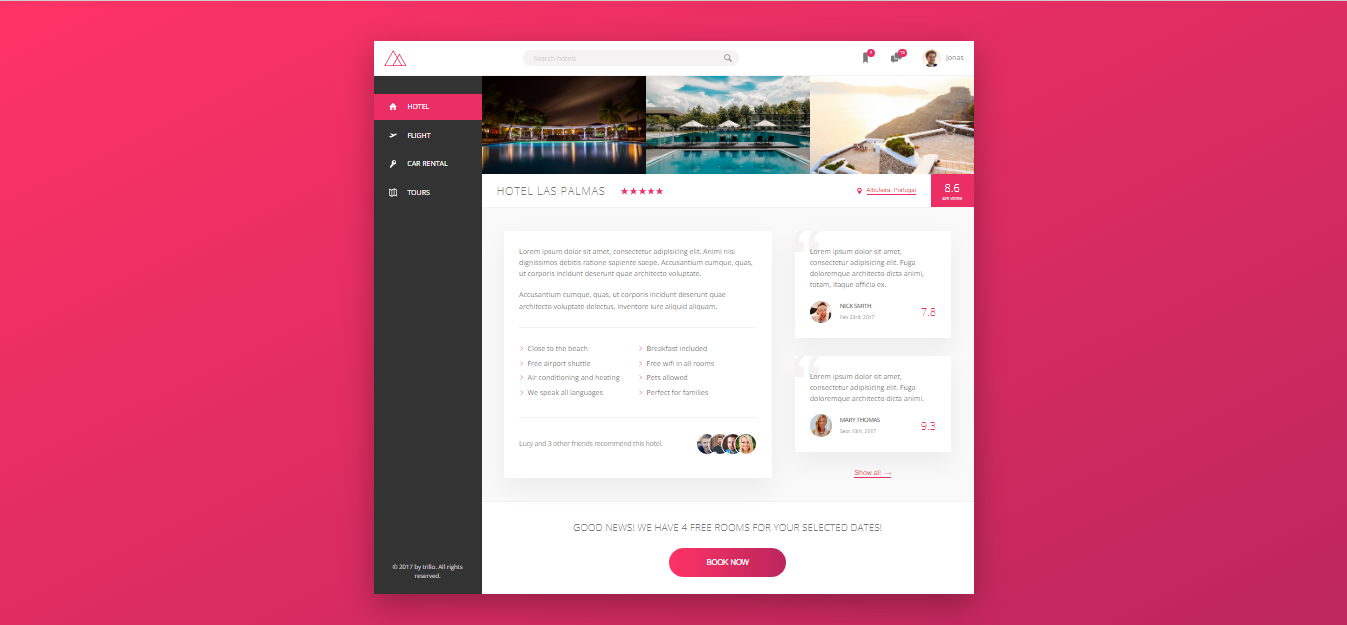 Search hotels
Jonas
HOTEL
FLIGHT
CAR RENTAL
TOURS
© 2017 by trillo. All rights
reserved.
HOTEL LAS PALMAS
Albufeira, Portugal
8.6
VOTES
Lorem ipsum dolor sit amet, consectetur adipisicing elit. Animi nisi
dignissimos debitis ratione sapiente saepe. Accusantium cumque, quas,
ut corporis incidunt deserunt quae architecto voluptate.
Accusantium cumque, quas, ut corporis incidunt deserunt quae
architecto voluptate delectus, inventore iure aliquid aliquam.
Close to the beach
Free airport shuttle
Air conditioning and heating
We speak all languages
Breakfast included
Free wifi in all rooms
Pets allowed
Perfect for families
Lucy and 3 other friends recommend this hotel.
Lorem ipsum dolor sit amet,
consectetur adipisicing elit. Fuga
doloremque architecto dicta animi,
totam, itaque officia ex.
NICK SMITH
Feb 23rd, 2017
7.8
Lorem ipsum dolor sit amet,
consectetur adipisicing elit. Fuga
doloremque architecto dicta animi.
MARY THOMAS
Sept 13th, 2017
9.3
Show all →
GOOD NEWS! WE HAVE 4 FREE ROOMS FOR YOUR SELECTED DATES!
BOOK NOW